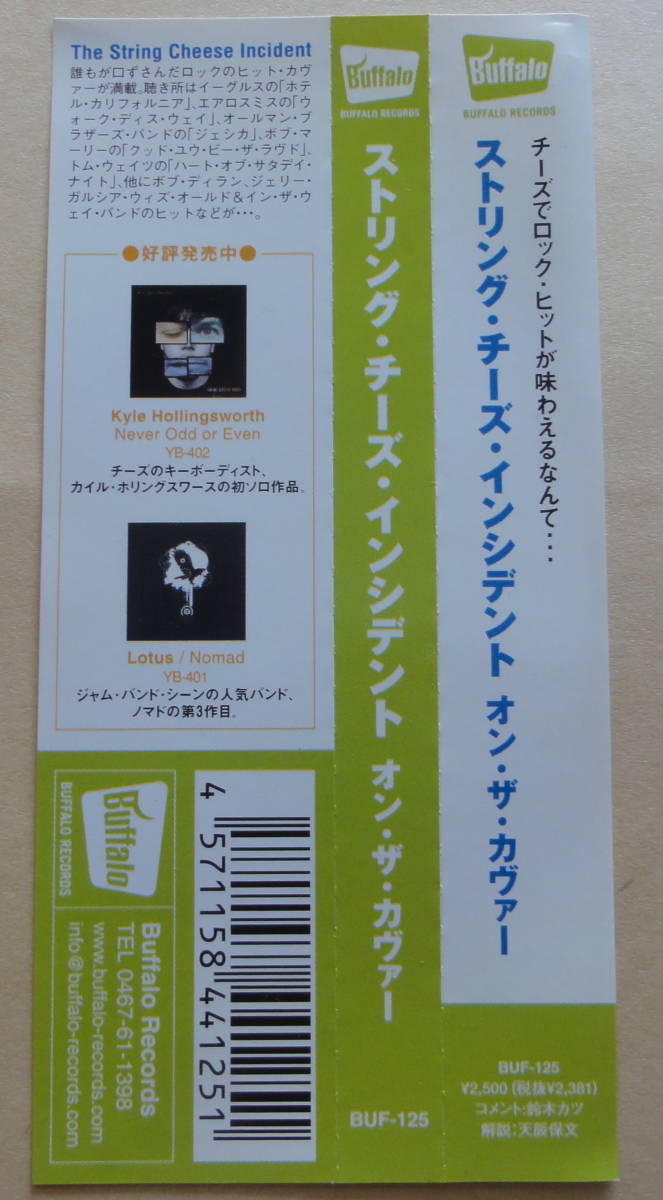 The String Cheese Incident
誰もが口ずさんだロックのヒット・カヴ
ァーが満載。聴き所はイーグルスの「ホテ
ル・カリフォルニア」、エアロスミスの「ウ
ォーク・ディス・ウェイ」、オールマン・ブ
ラザーズ・バンドの「ジェシカ」、ボブ・マ
ーリーの「クッド・ユウ・ビー・ザ・ラヴド」、
トム・ウェイツの「ハート・オブ・サタデイ・
ナイト」、他にボブ・ディラン、ジェリー・
ガルシア・ウィズ・オールド&イン・ザ・ウ
ェイ・バンドのヒットなどが・・・。
●好評発売中●
Kyle Hollingsworth
Never Odd or Even
YB-402
チーズのキーボーディスト、
カイル・ホリングスワースの初ソロ作品。
Lotus / Nomad
YB-401
ジャム・バンド・シーンの人気バンド、
ノマドの第3作目。
Buffalo
BUFFALO RECORDS
Buffalo Records
TEL 0467-61-1398
www.buffalo-records.com
info@buffalo-records.com
4 571158 441251
Buffalo
BUFFALO RECORDS
ストリング・チーズ・インシデント オン・ザ・カヴァー
BUF-125
Buffalo
BUFFALO RECORDS
チーズでロック・ヒットが味わえるなんて・・・
ストリング・チーズ・インシデント オン・ザ・カヴァー
BUF-125
¥2,500(税抜¥2,381)
コメント:鈴木カツ
解説:天辰保文